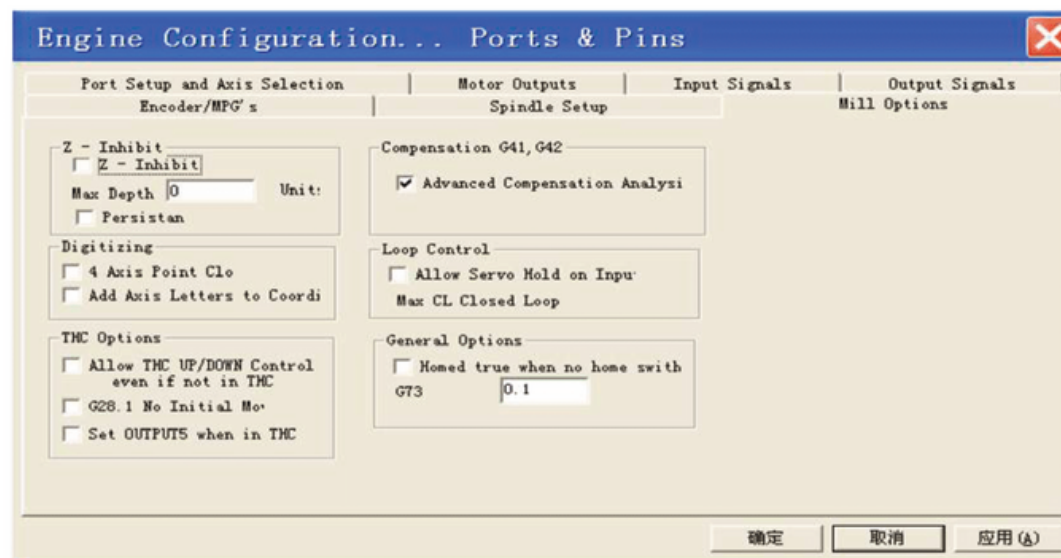 Engine Configuration... Ports & Pins
Port Setup and Axis Selection
Motor Outputs
Input Signals
Output Signals
Encoder/MPG's
Spindle Setup
Mill Options
Z - Inhibit
Z - Inhibit
Max Depth 0 Unit:
Persistan
Digitizing
4 Axis Point Clo
Add Axis Letters to Coordi
THC Options
Allow THC UP/DOWN Control
even if not in THC
G28.1 No Initial Mo
Set OUTPUT5 when in THC
Compensation G41,G42
Advanced Compensation Analysi
Loop Control
Allow Servo Hold on Inpu
Max CL Closed Loop
General Options
Homed true when no home swith
G73 0.1
确定
取消
应用(A)